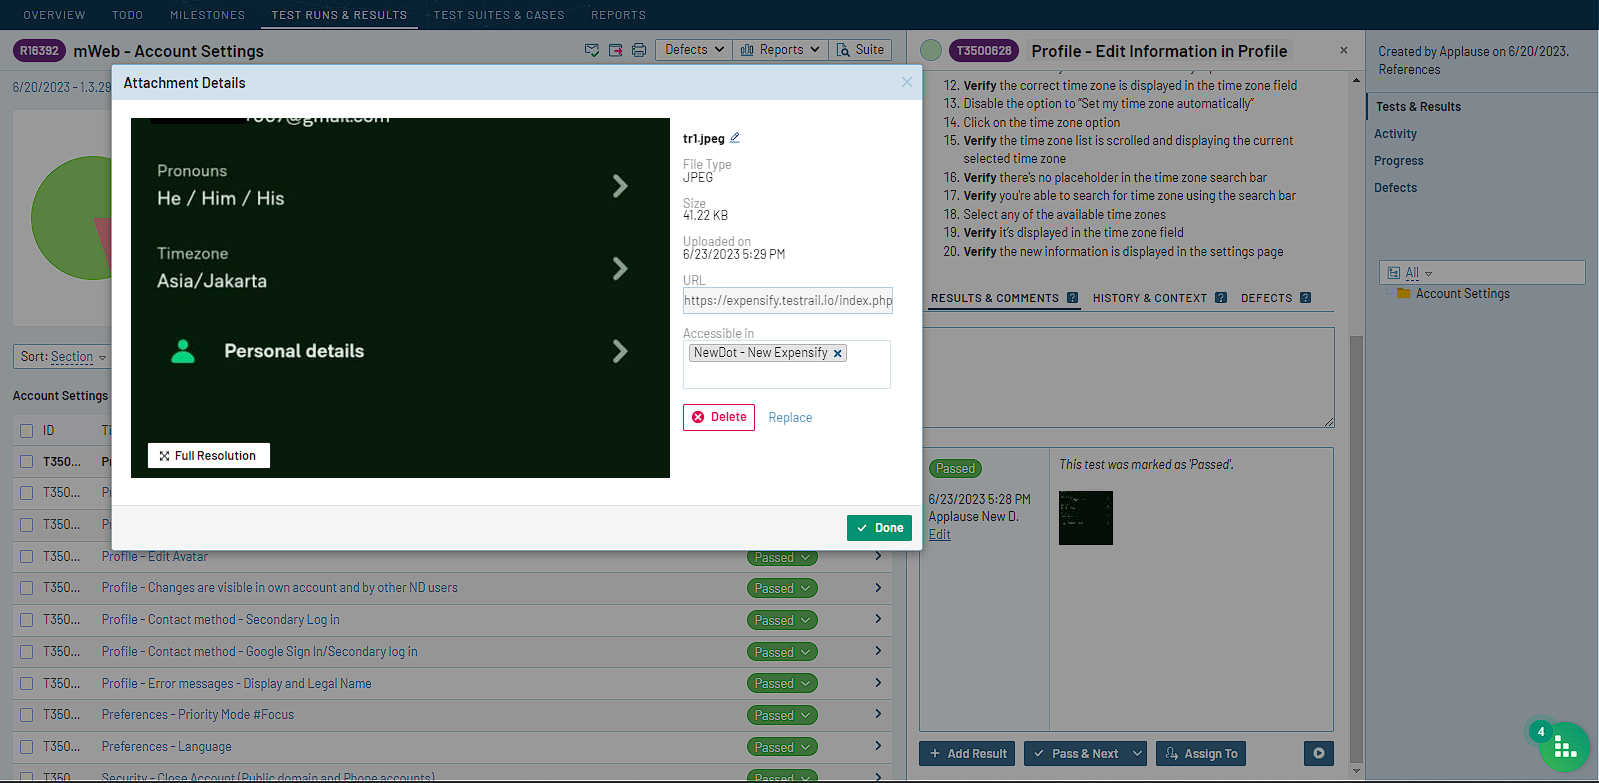 OVERVIEW TODO MILESTONES TEST RUNS & RESULTS TEST SUITES & CASES REPORTS
R16392 mWeb - Account Settings
Defects Reports Suite
6/20/2023 - 1.3.29
Attachment Details
Pronouns
He / Him / His
Timezone
Asia/Jakarta
Personal details
Full Resolution
tr1.jpeg
File Type
JPEG
Size
41.22 KB
Uploaded on
6/23/2023 5:29 PM
URL
https://expensify.testrail.io/index.php
Accessible in
NewDot - New Expensify
Delete Replace
Done
Sort: Section
Account Settings
ID
T350...
T350...
T350...
T350... Profile - Edit Avatar Passed
T350... Profile - Changes are visible in own account and by other ND users Passed
T350... Profile - Contact method - Secondary Log in Passed
T350... Profile - Contact method - Google Sign In/Secondary log in Passed
T350... Profile - Error messages - Display and Legal Name Passed
T350... Preferences - Priority Mode #Focus Passed
T350... Preferences - Language Passed
T350... Security - Close Account (Public domain and Phone accounts) Passed
T3500628 Profile - Edit Information in Profile
12. Verify the correct time zone is displayed in the time zone field
13. Disable the option to “Set my time zone automatically”
14. Click on the time zone option
15. Verify the time zone list is scrolled and displaying the current
selected time zone
16. Verify there's no placeholder in the time zone search bar
17. Verify you're able to search for time zone using the search bar
18. Select any of the available time zones
19. Verify it’s displayed in the time zone field
20. Verify the new information is displayed in the settings page
RESULTS & COMMENTS ? HISTORY & CONTEXT ? DEFECTS ?
Passed
6/23/2023 5:28 PM
Applause New D.
Edit
This test was marked as 'Passed'.
Add Result Pass & Next Assign To
Created by Applause on 6/20/2023.
References
Tests & Results
Activity
Progress
Defects
All
Account Settings
4